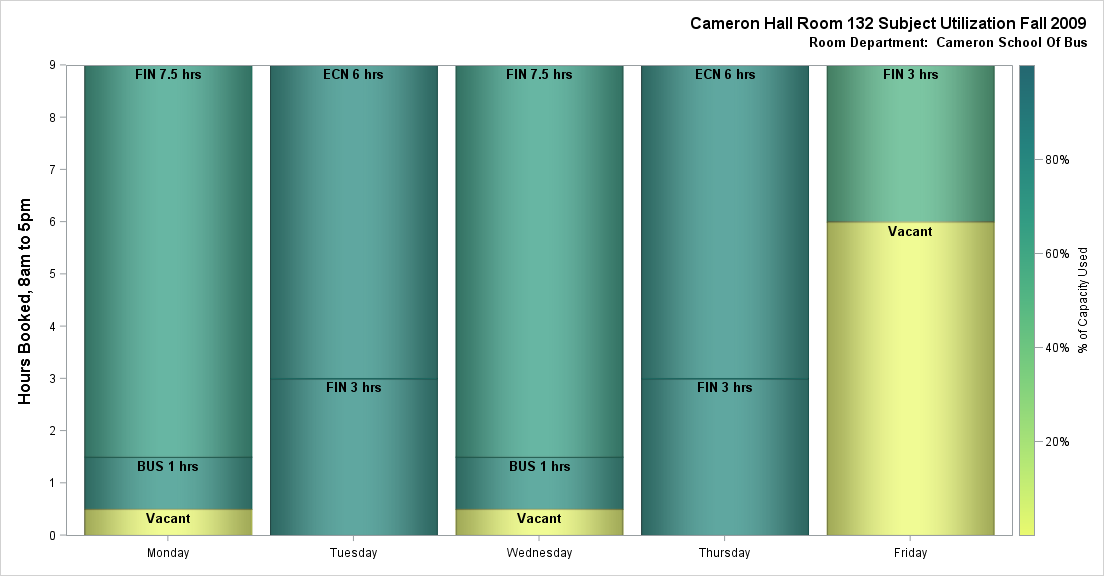 Cameron Hall Room 132 Subject Utilization Fall 2009
Room Department:  Cameron School Of Bus
Hours Booked, 8am to 5pm
9
8
7
6
5
4
3
2
1
0
FIN 7.5 hrs
BUS 1 hrs
Vacant
ECN 6 hrs
FIN 3 hrs
FIN 7.5 hrs
BUS 1 hrs
Vacant
ECN 6 hrs
FIN 3 hrs
FIN 3 hrs
Vacant
Monday
Tuesday
Wednesday
Thursday
Friday
80%
60%
40%
20%
% of Capacity Used